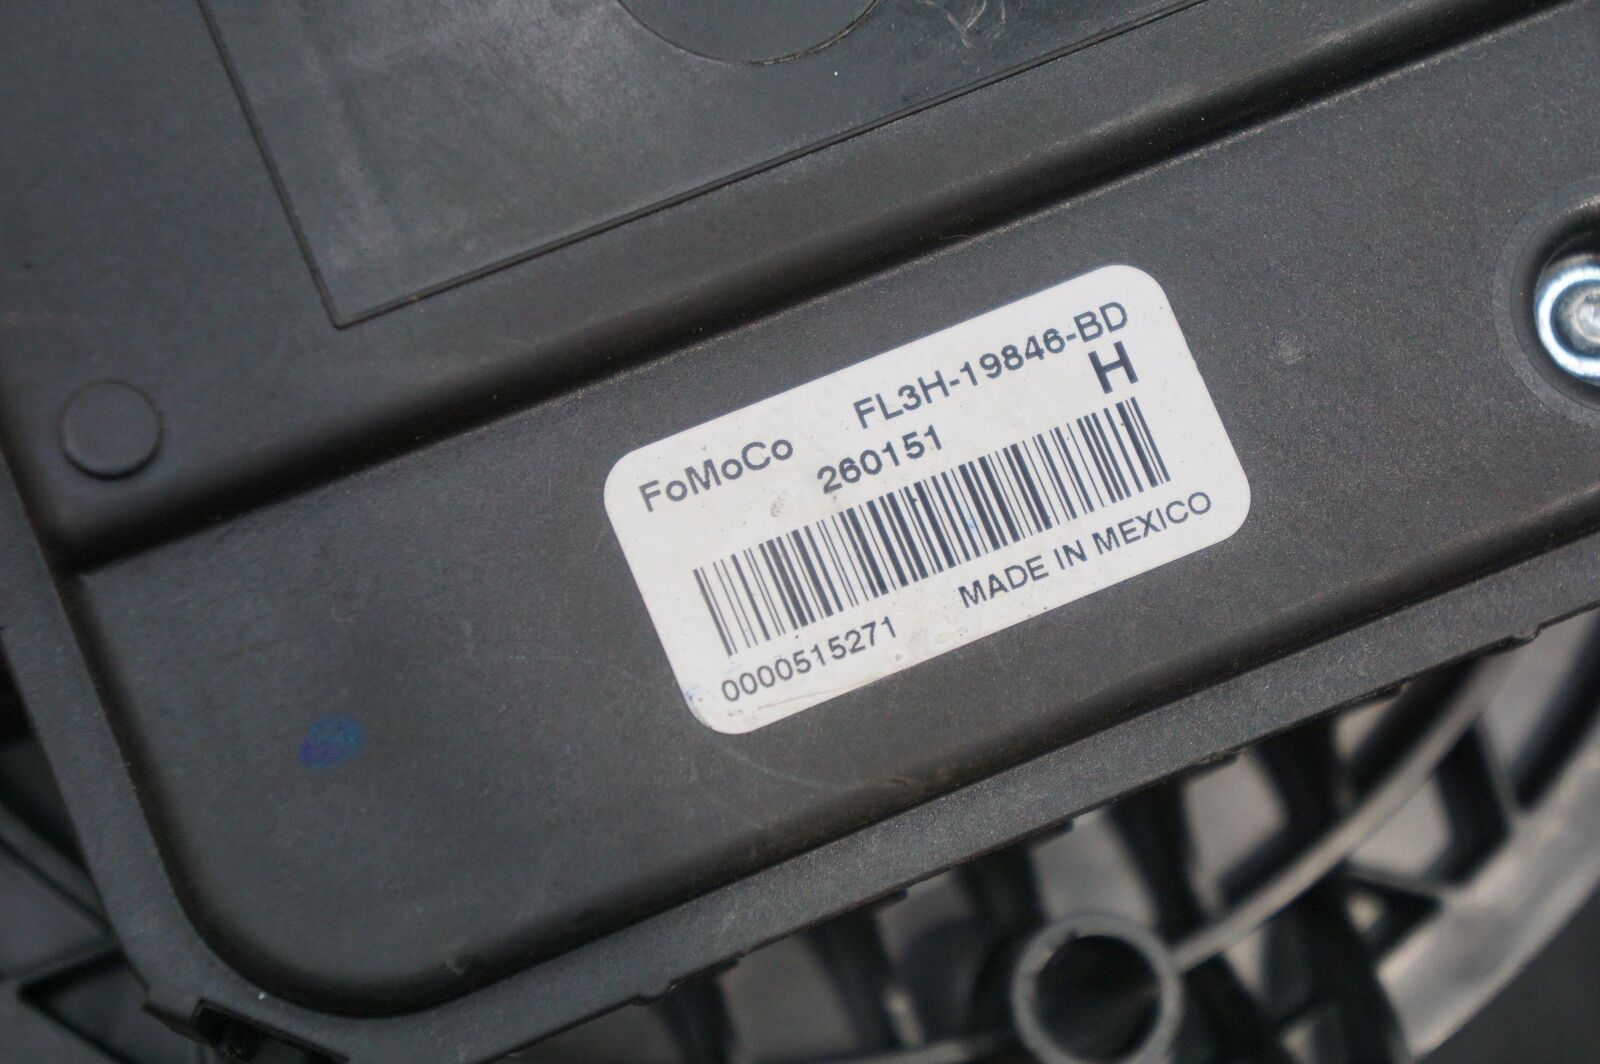 FoMoCo FL3H-19846-BD
260151 H
0000515271 MADE IN MEXICO